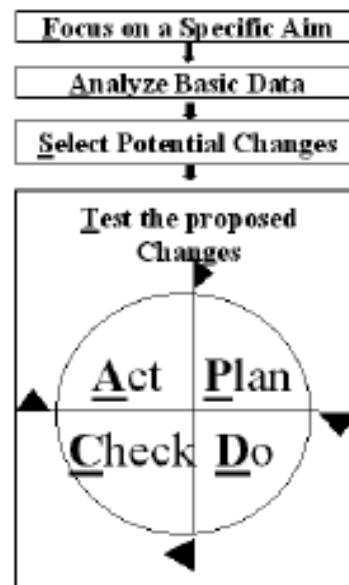 Focus on a Specific Aim
Analyze Basic Data
Select Potential Changes
Test the proposed
Changes
Act Plan
Check Do